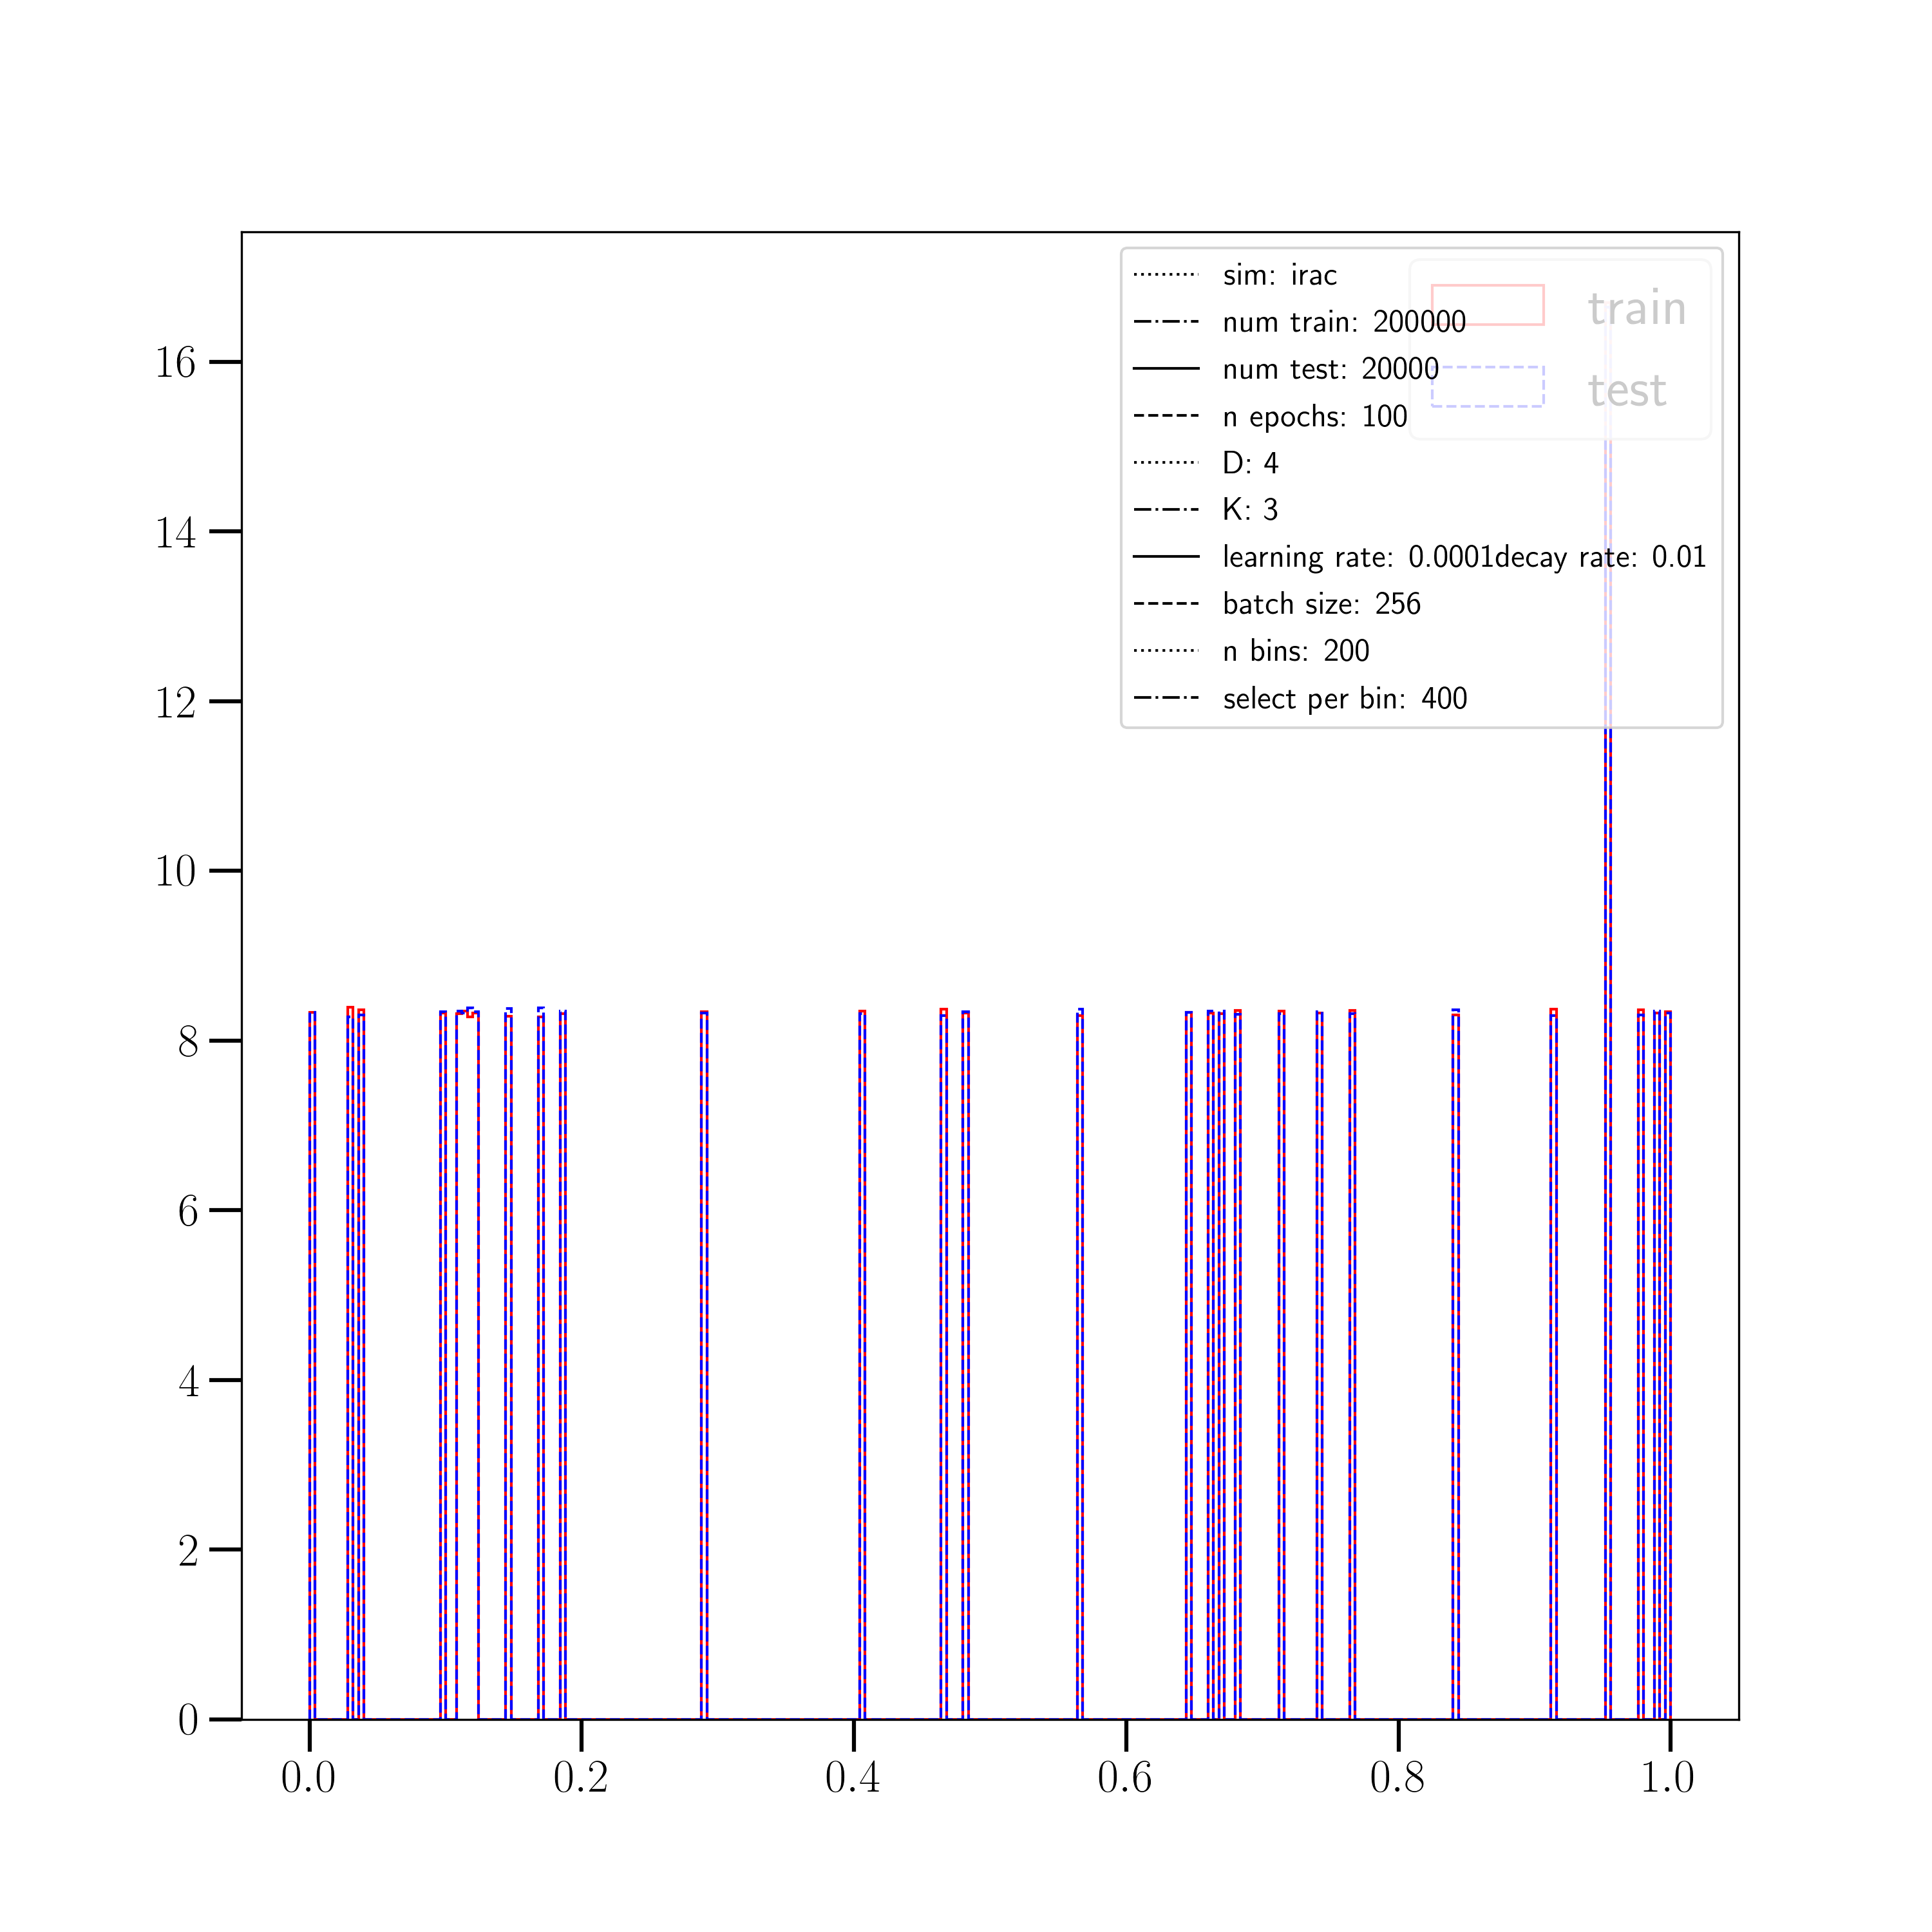 sim: irac
num train: 200000
num test: 20000
n epochs: 100
D: 4
K: 3
learning rate: 0.0001decay rate: 0.01
batch size: 256
n bins: 200
select per bin: 400
train
test
16
14
12
10
8
6
4
2
0
0.0 0.2 0.4 0.6 0.8 1.0